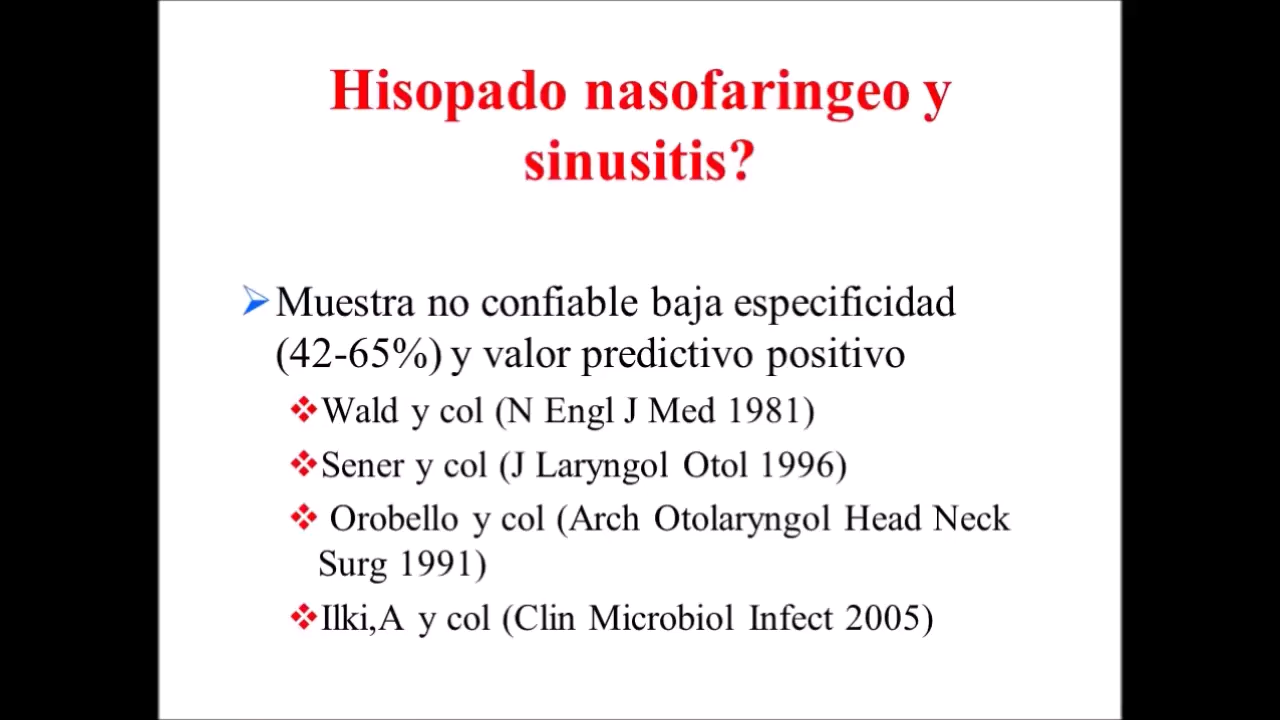 Hisopado nasofaringeo y
sinusitis?
Muestra no confiable baja especificidad
(42-65%) y valor predictivo positivo
Wald y col (N Engl J Med 1981)
Sener y col (J Laryngol Otol 1996)
Orobello y col (Arch Otolaryngol Head Neck
Surg 1991)
Ilki,A y col (Clin Microbiol Infect 2005)